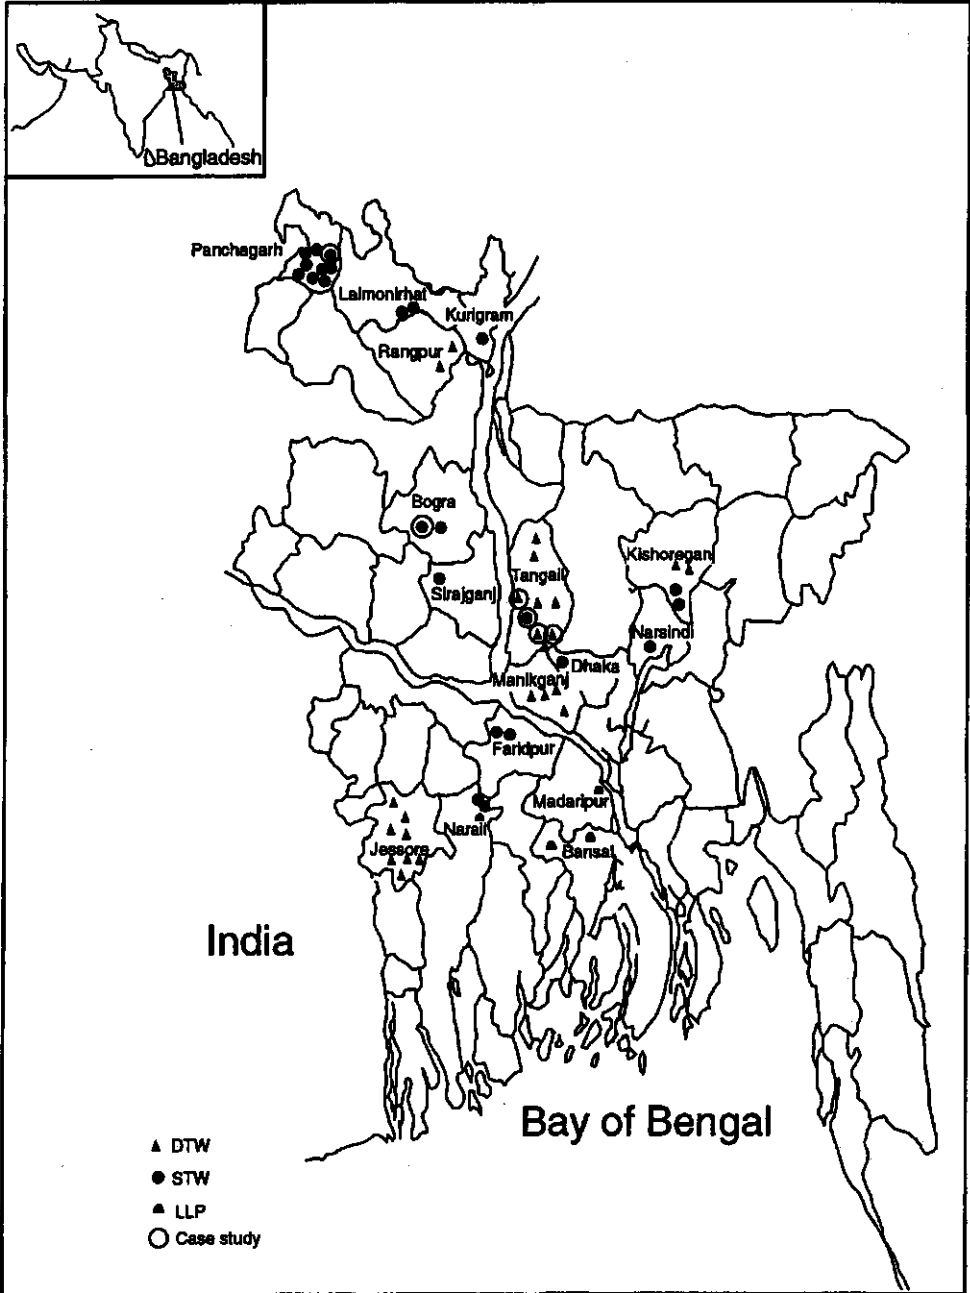 Bangladesh
Panchagarh
Lalmonirhat
Kurigram
Rangpur
Bogra
Kishoregan
Tangail
Sirajganj
Narsindi
Dhaka
Manikganj
Faridpur
Madaripur
Narail
Jessore
Barisal
India
Bay of Bengal
DTW
STW
LLP
Case study